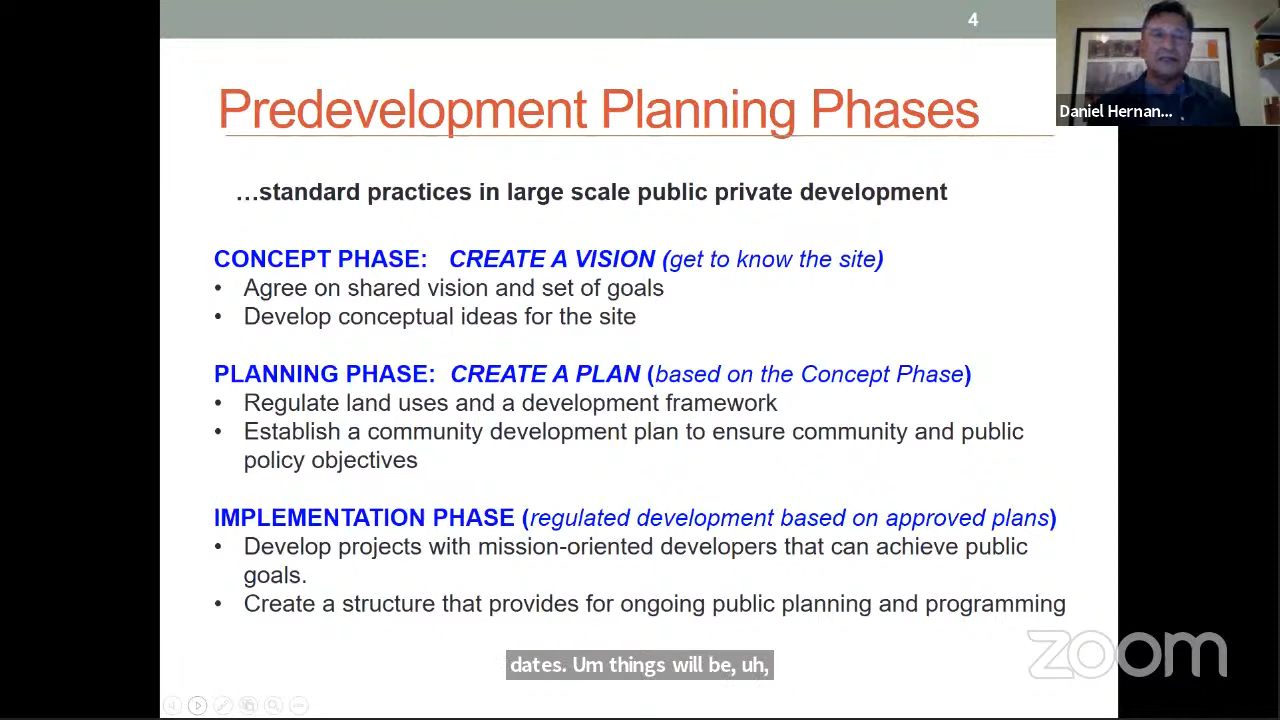 4
Predevelopment Planning Phases
Daniel Hernan...
…standard practices in large scale public private development
CONCEPT PHASE: CREATE A VISION (get to know the site)
• Agree on shared vision and set of goals
• Develop conceptual ideas for the site
PLANNING PHASE: CREATE A PLAN (based on the Concept Phase)
• Regulate land uses and a development framework
• Establish a community development plan to ensure community and public
policy objectives
IMPLEMENTATION PHASE (regulated development based on approved plans)
• Develop projects with mission-oriented developers that can achieve public
goals.
• Create a structure that provides for ongoing public planning and programming
dates. Um things will be, uh,
zoom